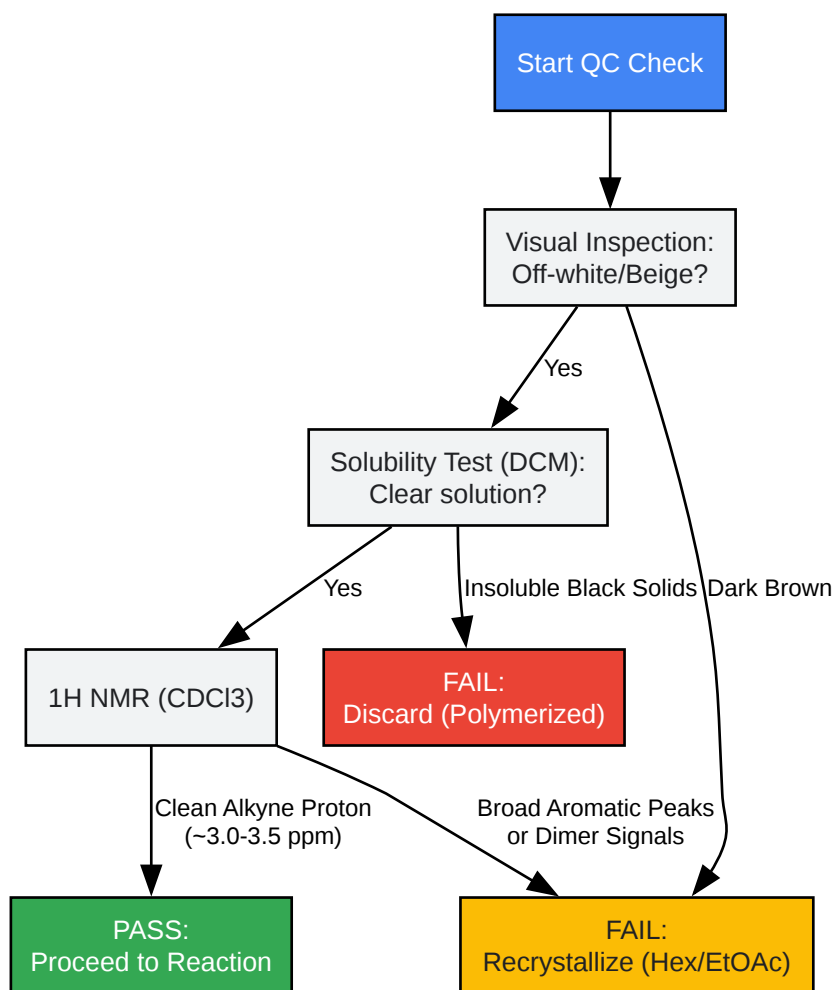 Start QC Check
Visual Inspection:
Off-white/Beige?
Yes
Solubility Test (DCM):
Clear solution?
Yes
Insoluble Black Solids
Dark Brown
1H NMR (CDCl3)
FAIL:
Discard (Polymerized)
Clean Alkyne Proton
(~3.0-3.5 ppm)
Broad Aromatic Peaks
or Dimer Signals
PASS:
Proceed to Reaction
FAIL:
Recrystallize (Hex/EtOAc)